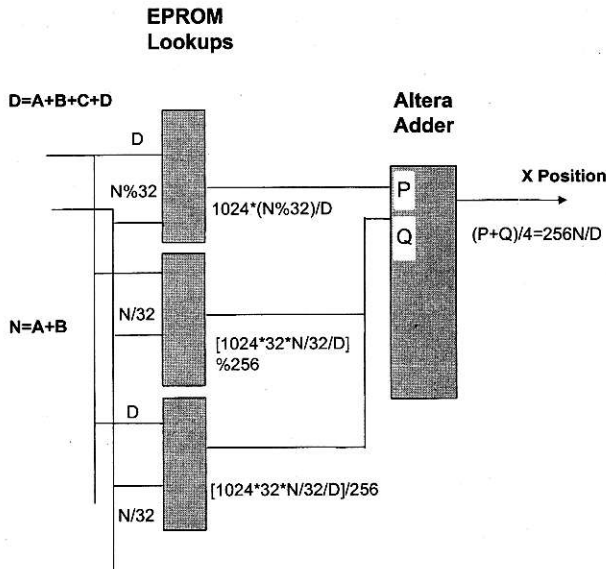 EPROM
Lookups
D=A+B+C+D
D
N%32
1024*(N%32)/D
Altera
Adder
P
Q
X Position
(P+Q)/4=256N/D
N=A+B
N/32
[1024*32*N/32/D]
%256
D
N/32
[1024*32*N/32/D]/256